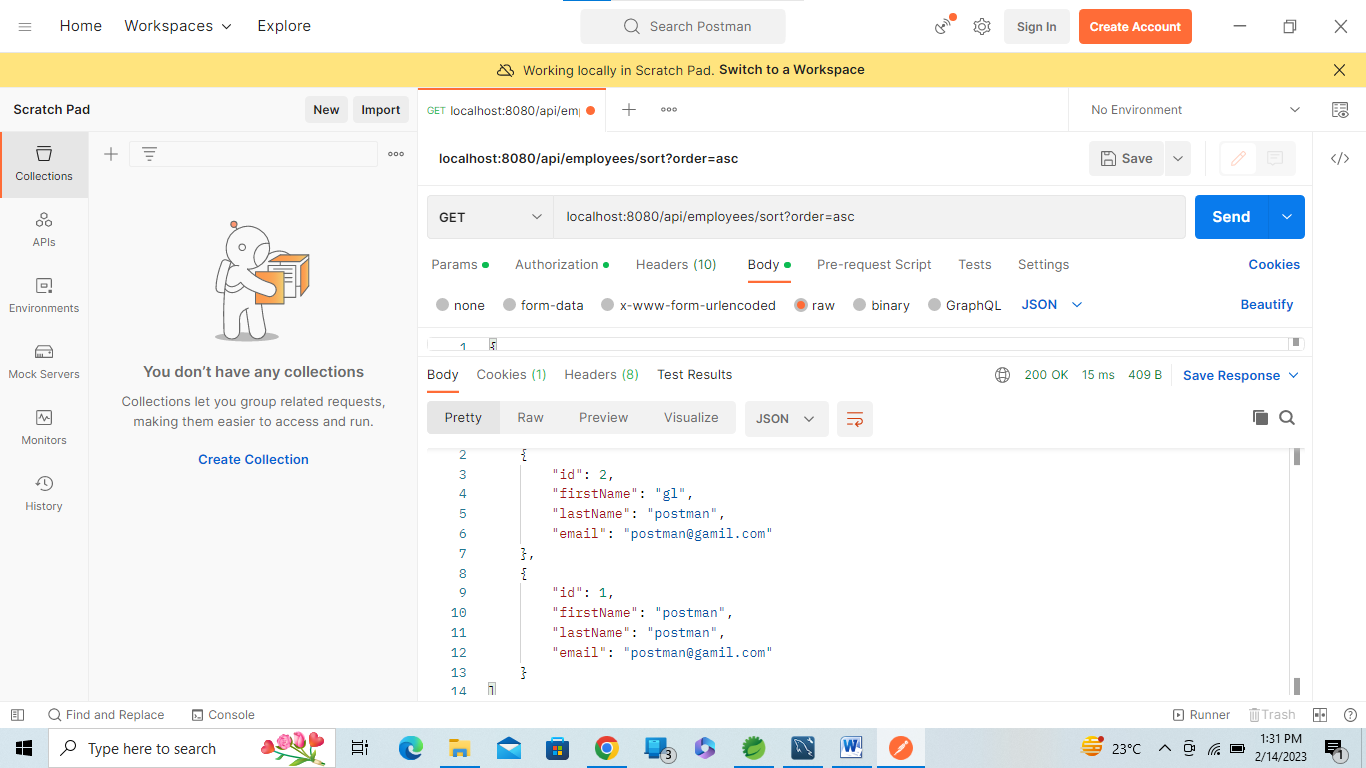 Home Workspaces Explore Search Postman Sign In Create Account
Working locally in Scratch Pad. Switch to a Workspace
Scratch Pad New Import GET localhost:8080/api/em No Environment
localhost:8080/api/employees/sort?order=asc Save
Collections
GET localhost:8080/api/employees/sort?order=asc Send
APIs
Params Authorization Headers (10) Body Pre-request Script Tests Settings Cookies
Environments
none form-data x-www-form-urlencoded raw binary GraphQL JSON Beautify
1 {
Mock Servers
You don't have any collections
Collections let you group related requests,
making them easier to access and run.
Create Collection
Monitors
History
Body Cookies (1) Headers (8) Test Results 200 OK 15 ms 409 B Save Response
Pretty Raw Preview Visualize JSON
2 {
3 "id": 2,
4 "firstName": "gl",
5 "lastName": "postman",
6 "email": "postman@gamil.com"
7 },
8 {
9 "id": 1,
10 "firstName": "postman",
11 "lastName": "postman",
12 "email": "postman@gamil.com"
13 }
14 ]
Find and Replace Console Runner Trash
Type here to search 3 23°C 1:31 PM
2/14/2023 1